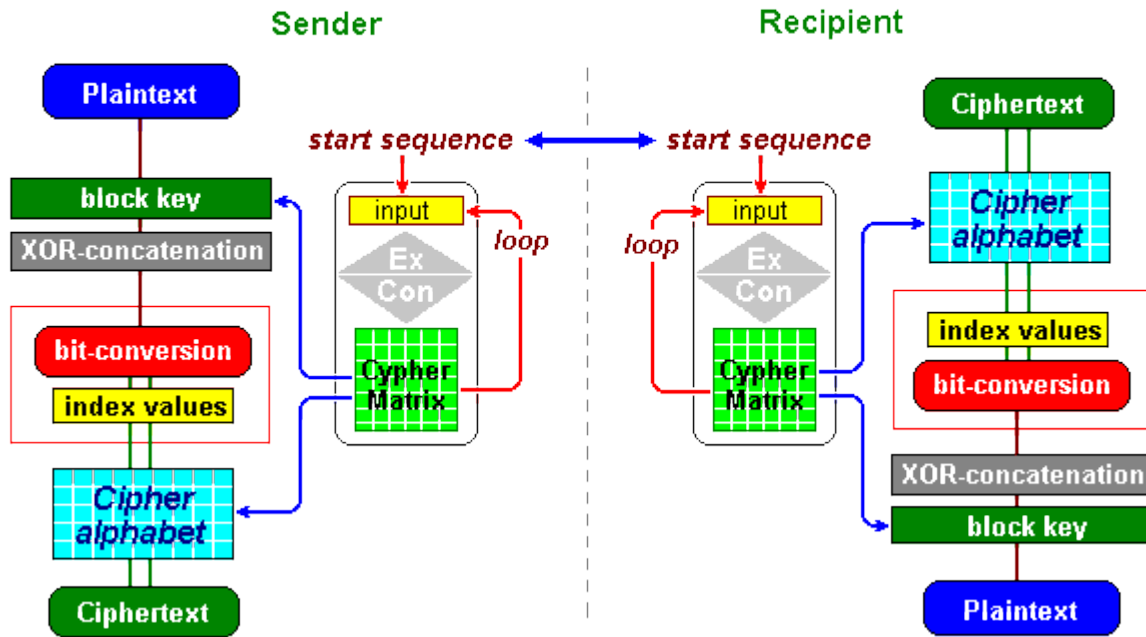 Sender
Plaintext
start sequence
block key
input
XOR-concatenation
loop
Ex
Con
bit-conversion
index values
Cypher
Matrix
Cipher
alphabet
Ciphertext
Recipient
Ciphertext
start sequence
Cipher
alphabet
input
loop
Ex
Con
index values
Cypher
Matrix
bit-conversion
XOR-concatenation
block key
Plaintext